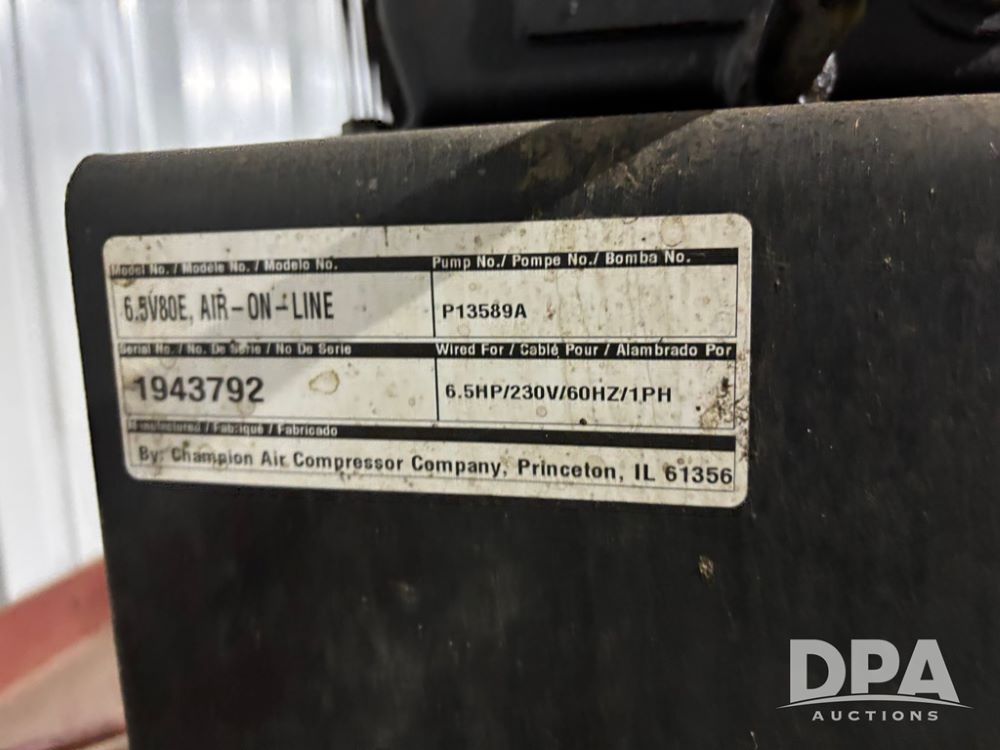 Model No. / Modèle No. / Modelo No.
6.5V80E, AIR-ON-LINE
Pump No./ Pompe No./ Bomba No.
P13589A
Serial No. / No. De Serie / No De Serie
1943792
Wired For / Cablé Pour / Alambrado Por
6.5HP/230V/60HZ/1PH
Manufactured / Fabriqué / Fabricado
By: Champion Air Compressor Company, Princeton, IL 61356
DPA
AUCTIONS